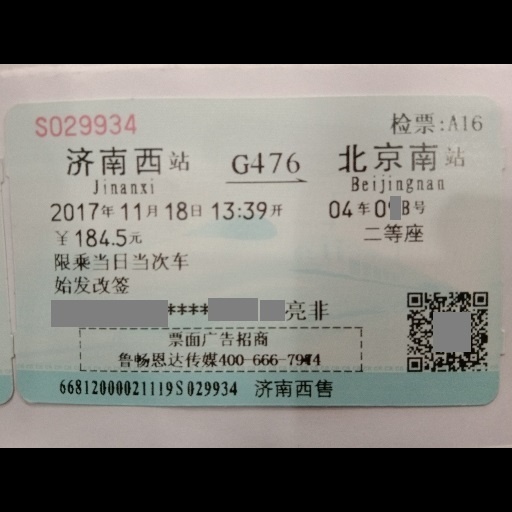 S029934 检票:A16
济南西站 G476 北京南站
Jinanxi Beijingnan
2017年11月18日13:39开 04车0 B号
￥184.5元 二等座
限乘当日当次车
始发改签
**** 亮非
票面广告招商
鲁畅恩达传媒400-666-7974
66812000021119S029934 济南西售